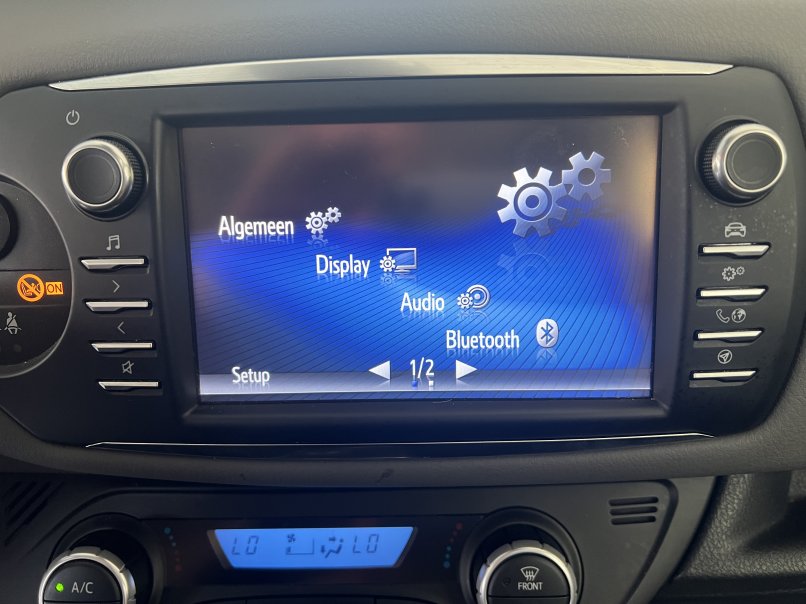 Algemeen
Display
Audio
Bluetooth
Setup
1/2
ON
LO
LO
A/C
FRONT